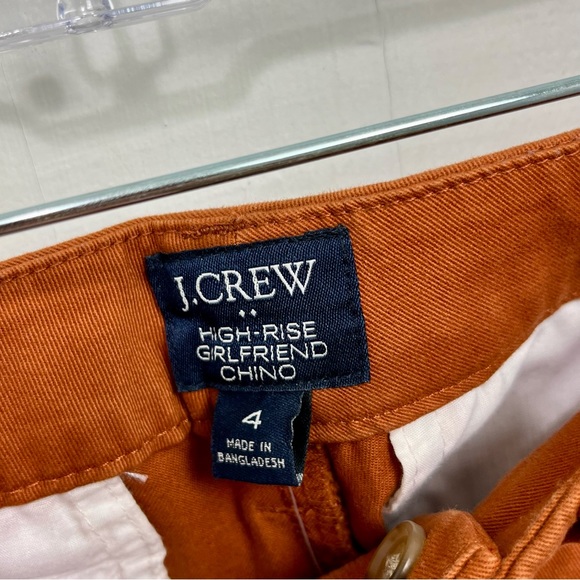 J.CREW
HIGH-RISE
GIRLFRIEND
CHINO
4
MADE IN
BANGLADESH